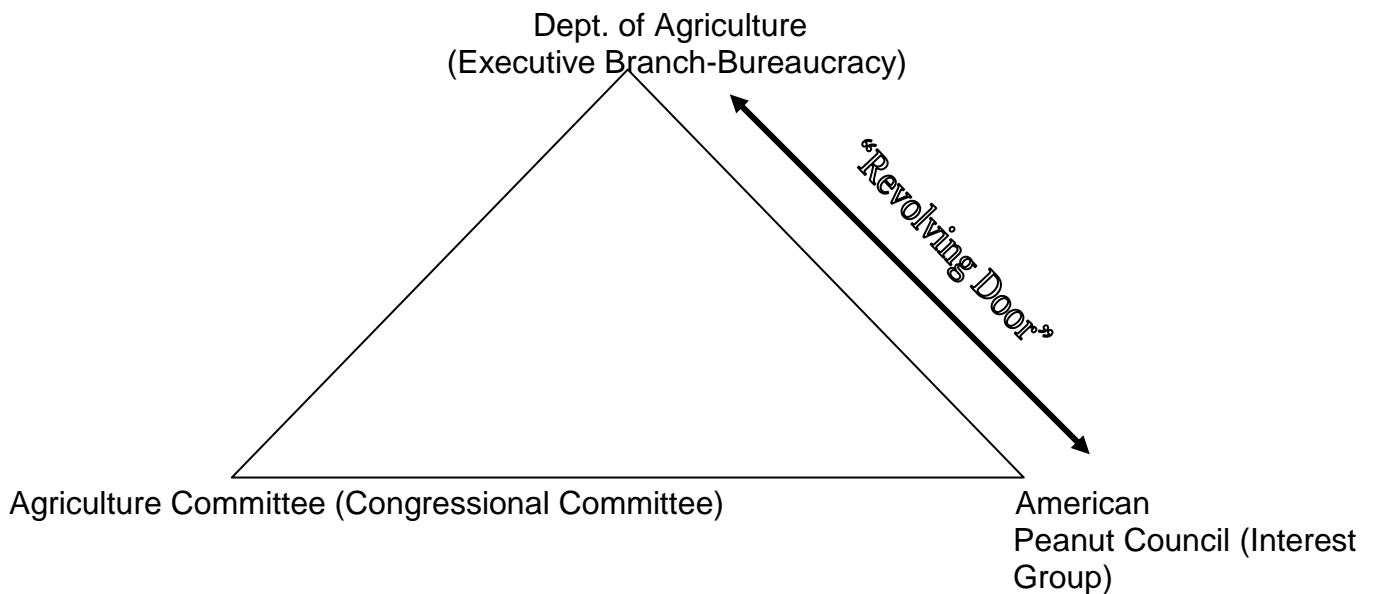 Dept. of Agriculture
(Executive Branch-Bureaucracy)
“Revolving Door”
Agriculture Committee (Congressional Committee)
American
Peanut Council (Interest
Group)